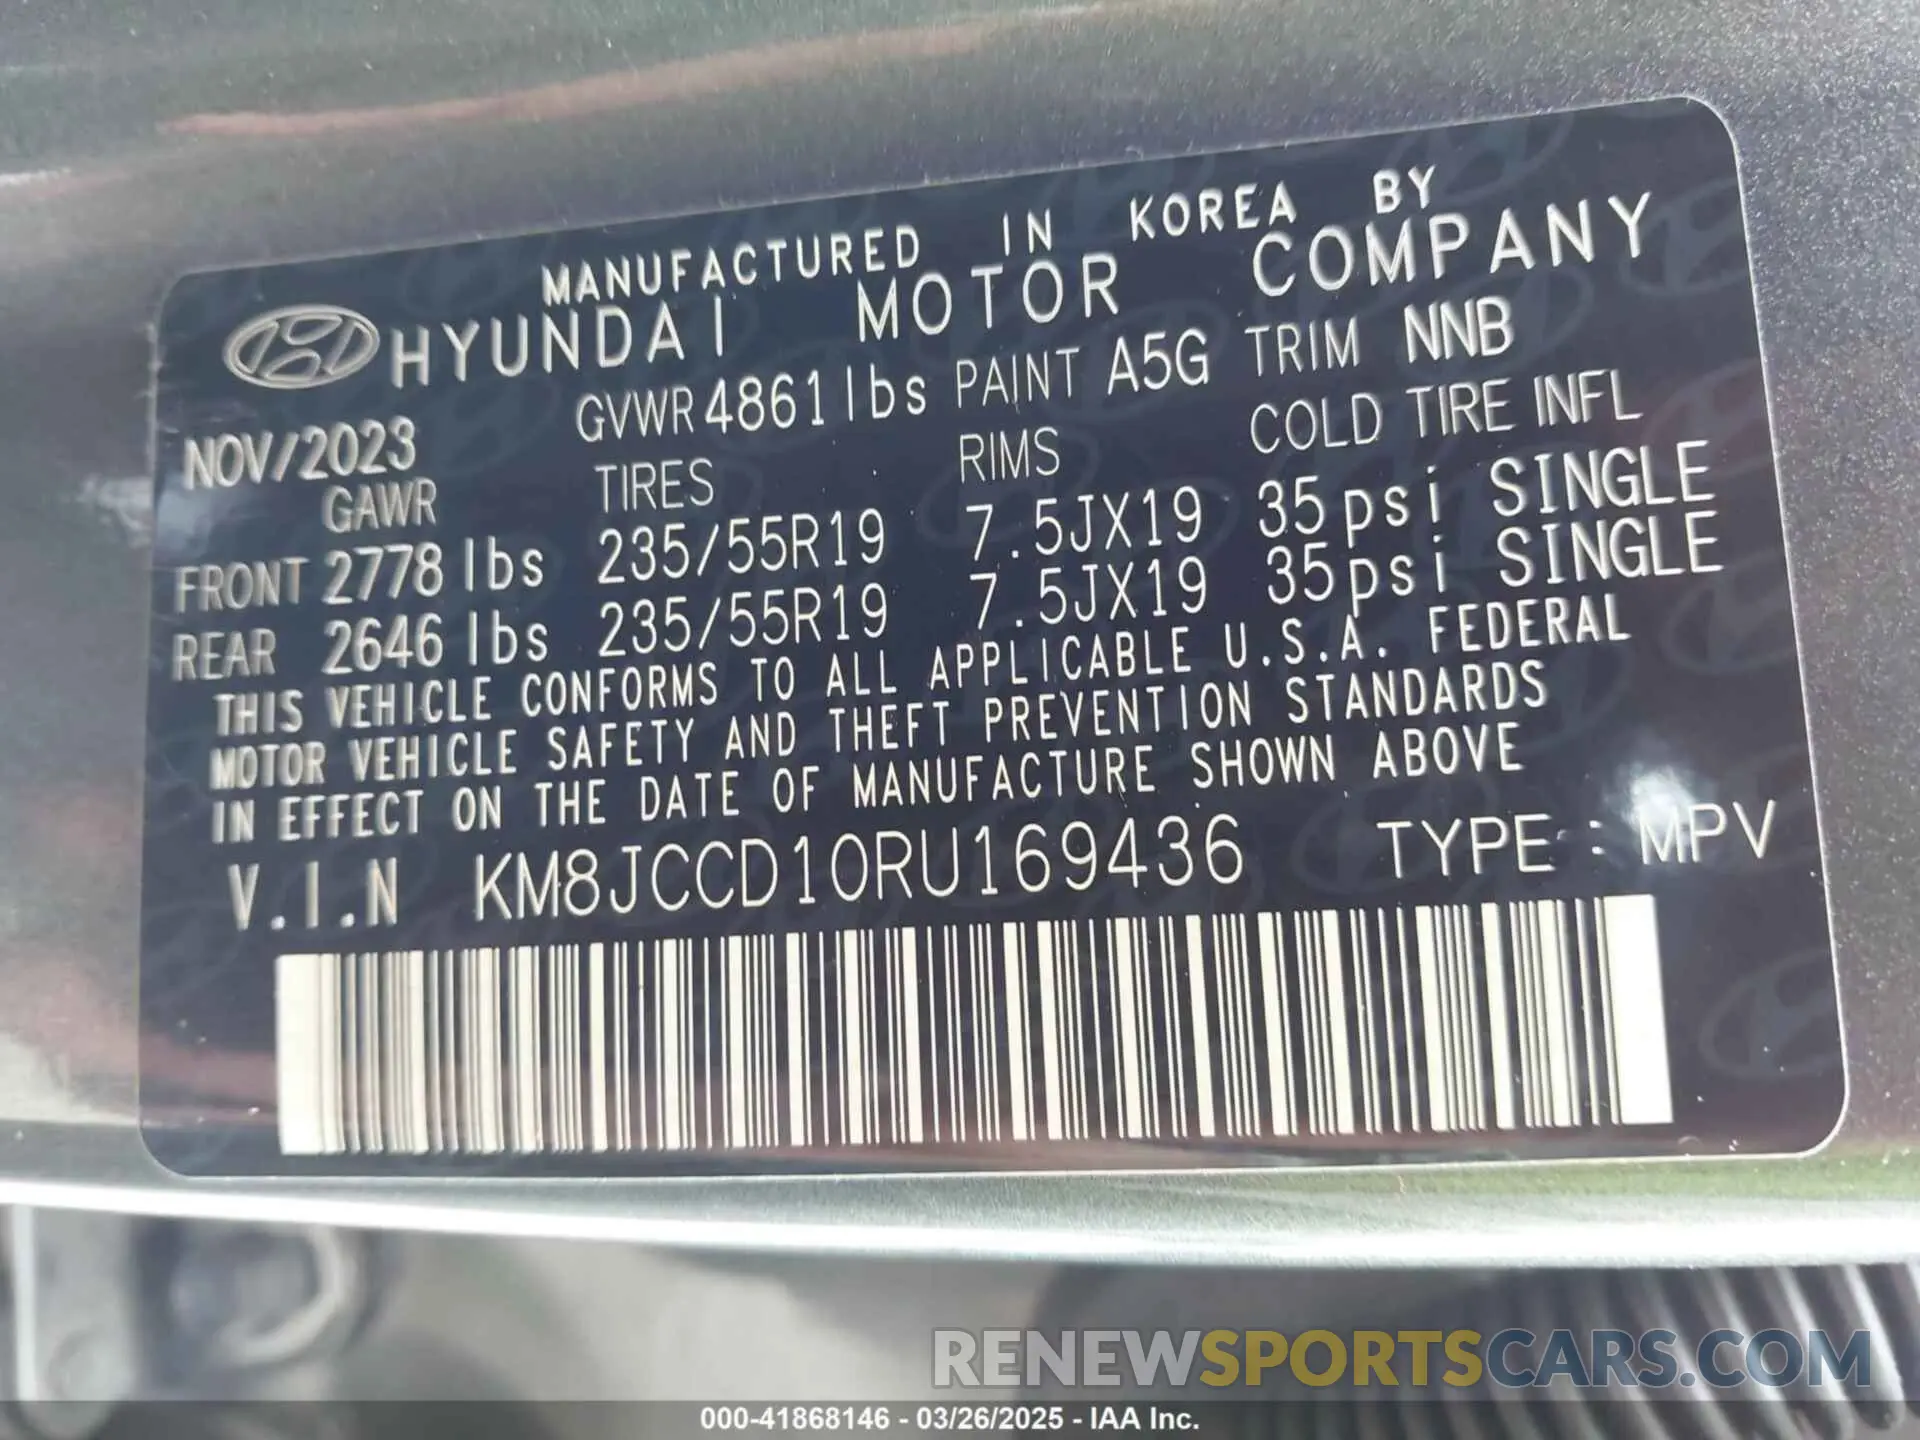 MANUFACTURED IN KOREA BY
HYUNDAI MOTOR COMPANY
NOV/2023 GVWR 4861 lbs PAINT A5G TRIM NNB
GAWR TIRES RIMS COLD TIRE INFL
FRONT 2778 lbs 235/55R19 7.5JX19 35psi SINGLE
REAR 2646 lbs 235/55R19 7.5JX19 35psi SINGLE
THIS VEHICLE CONFORMS TO ALL APPLICABLE U.S.A. FEDERAL
MOTOR VEHICLE SAFETY AND THEFT PREVENTION STANDARDS
IN EFFECT ON THE DATE OF MANUFACTURE SHOWN ABOVE
V.I.N KM8JCCD10RU169436 TYPE : MPV
RENEWSPORTSCARS.COM
000-41868146 - 03/26/2025 - IAA Inc.